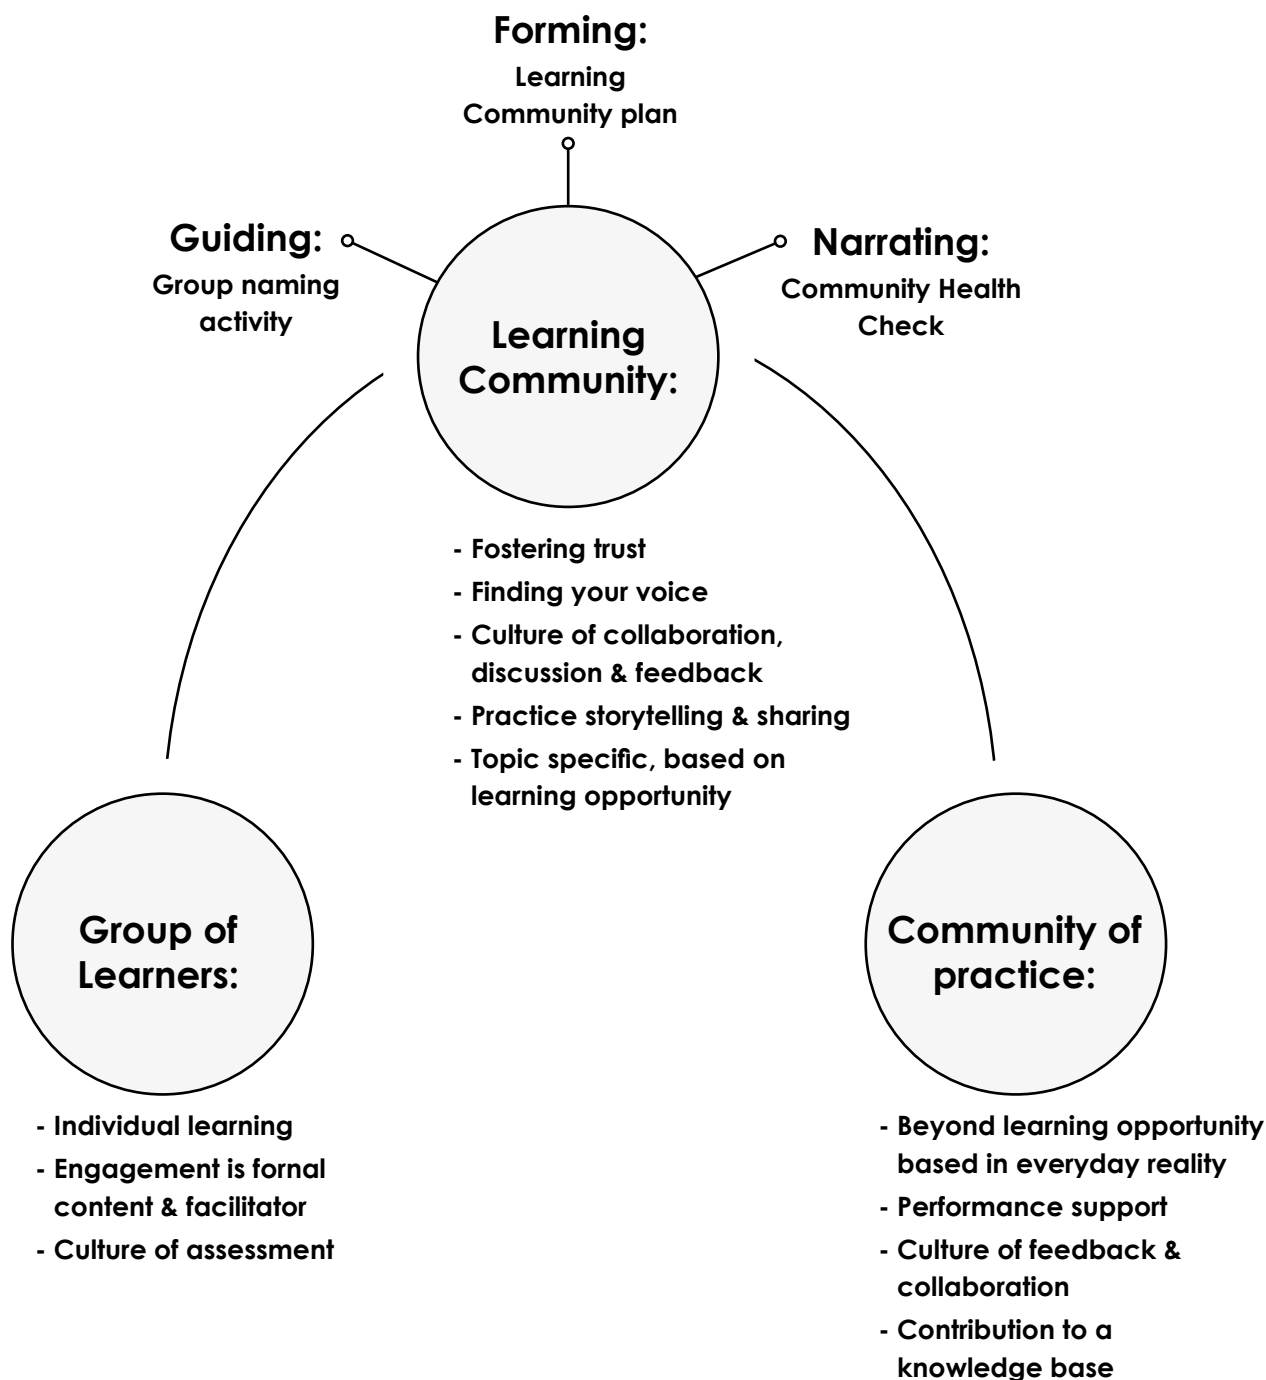 Forming:
Learning
Community plan
Guiding:
Group naming
activity
Narrating:
Community Health
Check
Learning
Community:
- Fostering trust
- Finding your voice
- Culture of collaboration,
discussion & feedback
- Practice storytelling & sharing
- Topic specific, based on
learning opportunity
Group of
Learners:
- Individual learning
- Engagement is fornal
content & facilitator
- Culture of assessment
Community of
practice:
- Beyond learning opportunity
based in everyday reality
- Performance support
- Culture of feedback &
collaboration
- Contribution to a
knowledge base